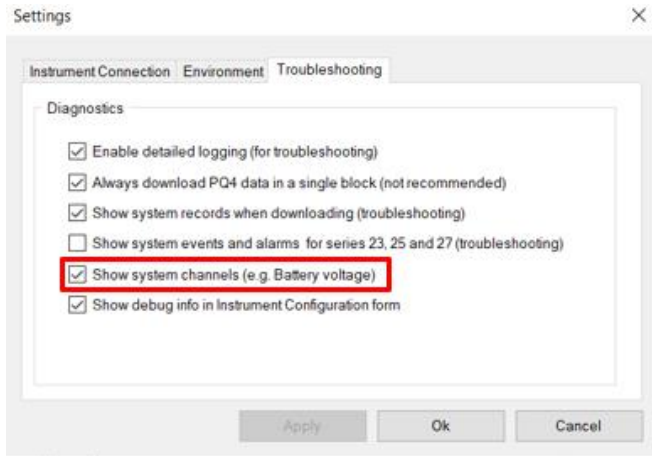 Settings
Instrument Connection Environment Troubleshooting
Diagnostics
Enable detailed logging (for troubleshooting)
Always download PQ4 data in a single block (not recommended)
Show system records when downloading (troubleshooting)
Show system events and alarms for series 23, 25 and 27 (troubleshooting)
Show system channels (e.g. Battery voltage)
Show debug info in Instrument Configuration form
Apply Ok Cancel